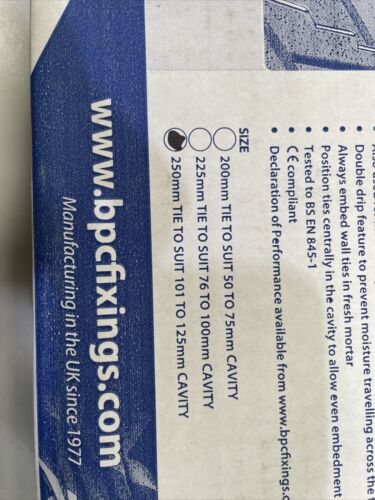 Double drip feature to prevent moisture travelling across the
Always embed wall ties in fresh mortar
Position ties centrally in the cavity to allow even embedment
Tested to BS EN 845-1
CE compliant
Declaration of Performance available from www.bpcfixings.c
SIZE
200mm TIE TO SUIT 50 TO 75mm CAVITY
225mm TIE TO SUIT 76 TO 100mm CAVITY
250mm TIE TO SUIT 101 TO 125mm CAVITY
www.bpcfixings.com
Manufacturing in the UK since 1977